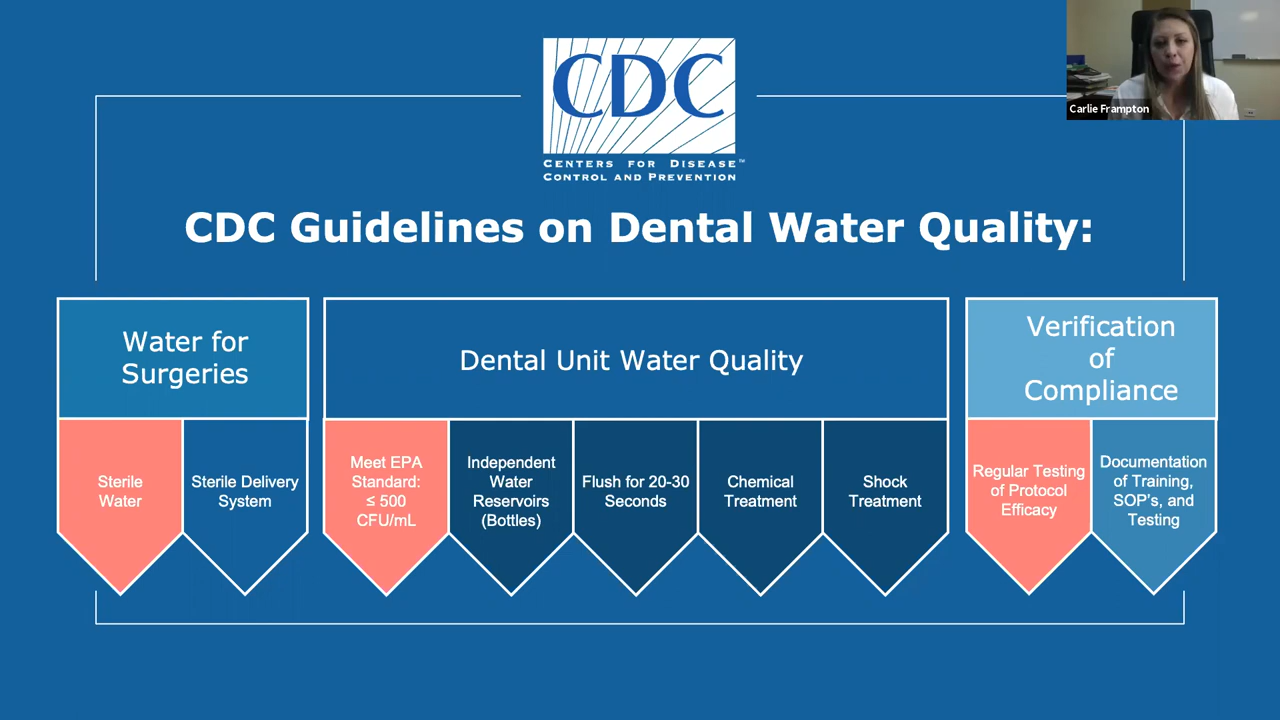 CDC
CENTERS FOR DISEASE™
CONTROL AND PREVENTION
Carlie Frampton
CDC Guidelines on Dental Water Quality:
Water for
Surgeries
Sterile
Water
Sterile Delivery
System
Dental Unit Water Quality
Meet EPA
Standard:
≤ 500
CFU/mL
Independent
Water
Reservoirs
(Bottles)
Flush for 20-30
Seconds
Chemical
Treatment
Shock
Treatment
Verification
of
Compliance
Regular Testing
of Protocol
Efficacy
Documentation
of Training,
SOP's, and
Testing